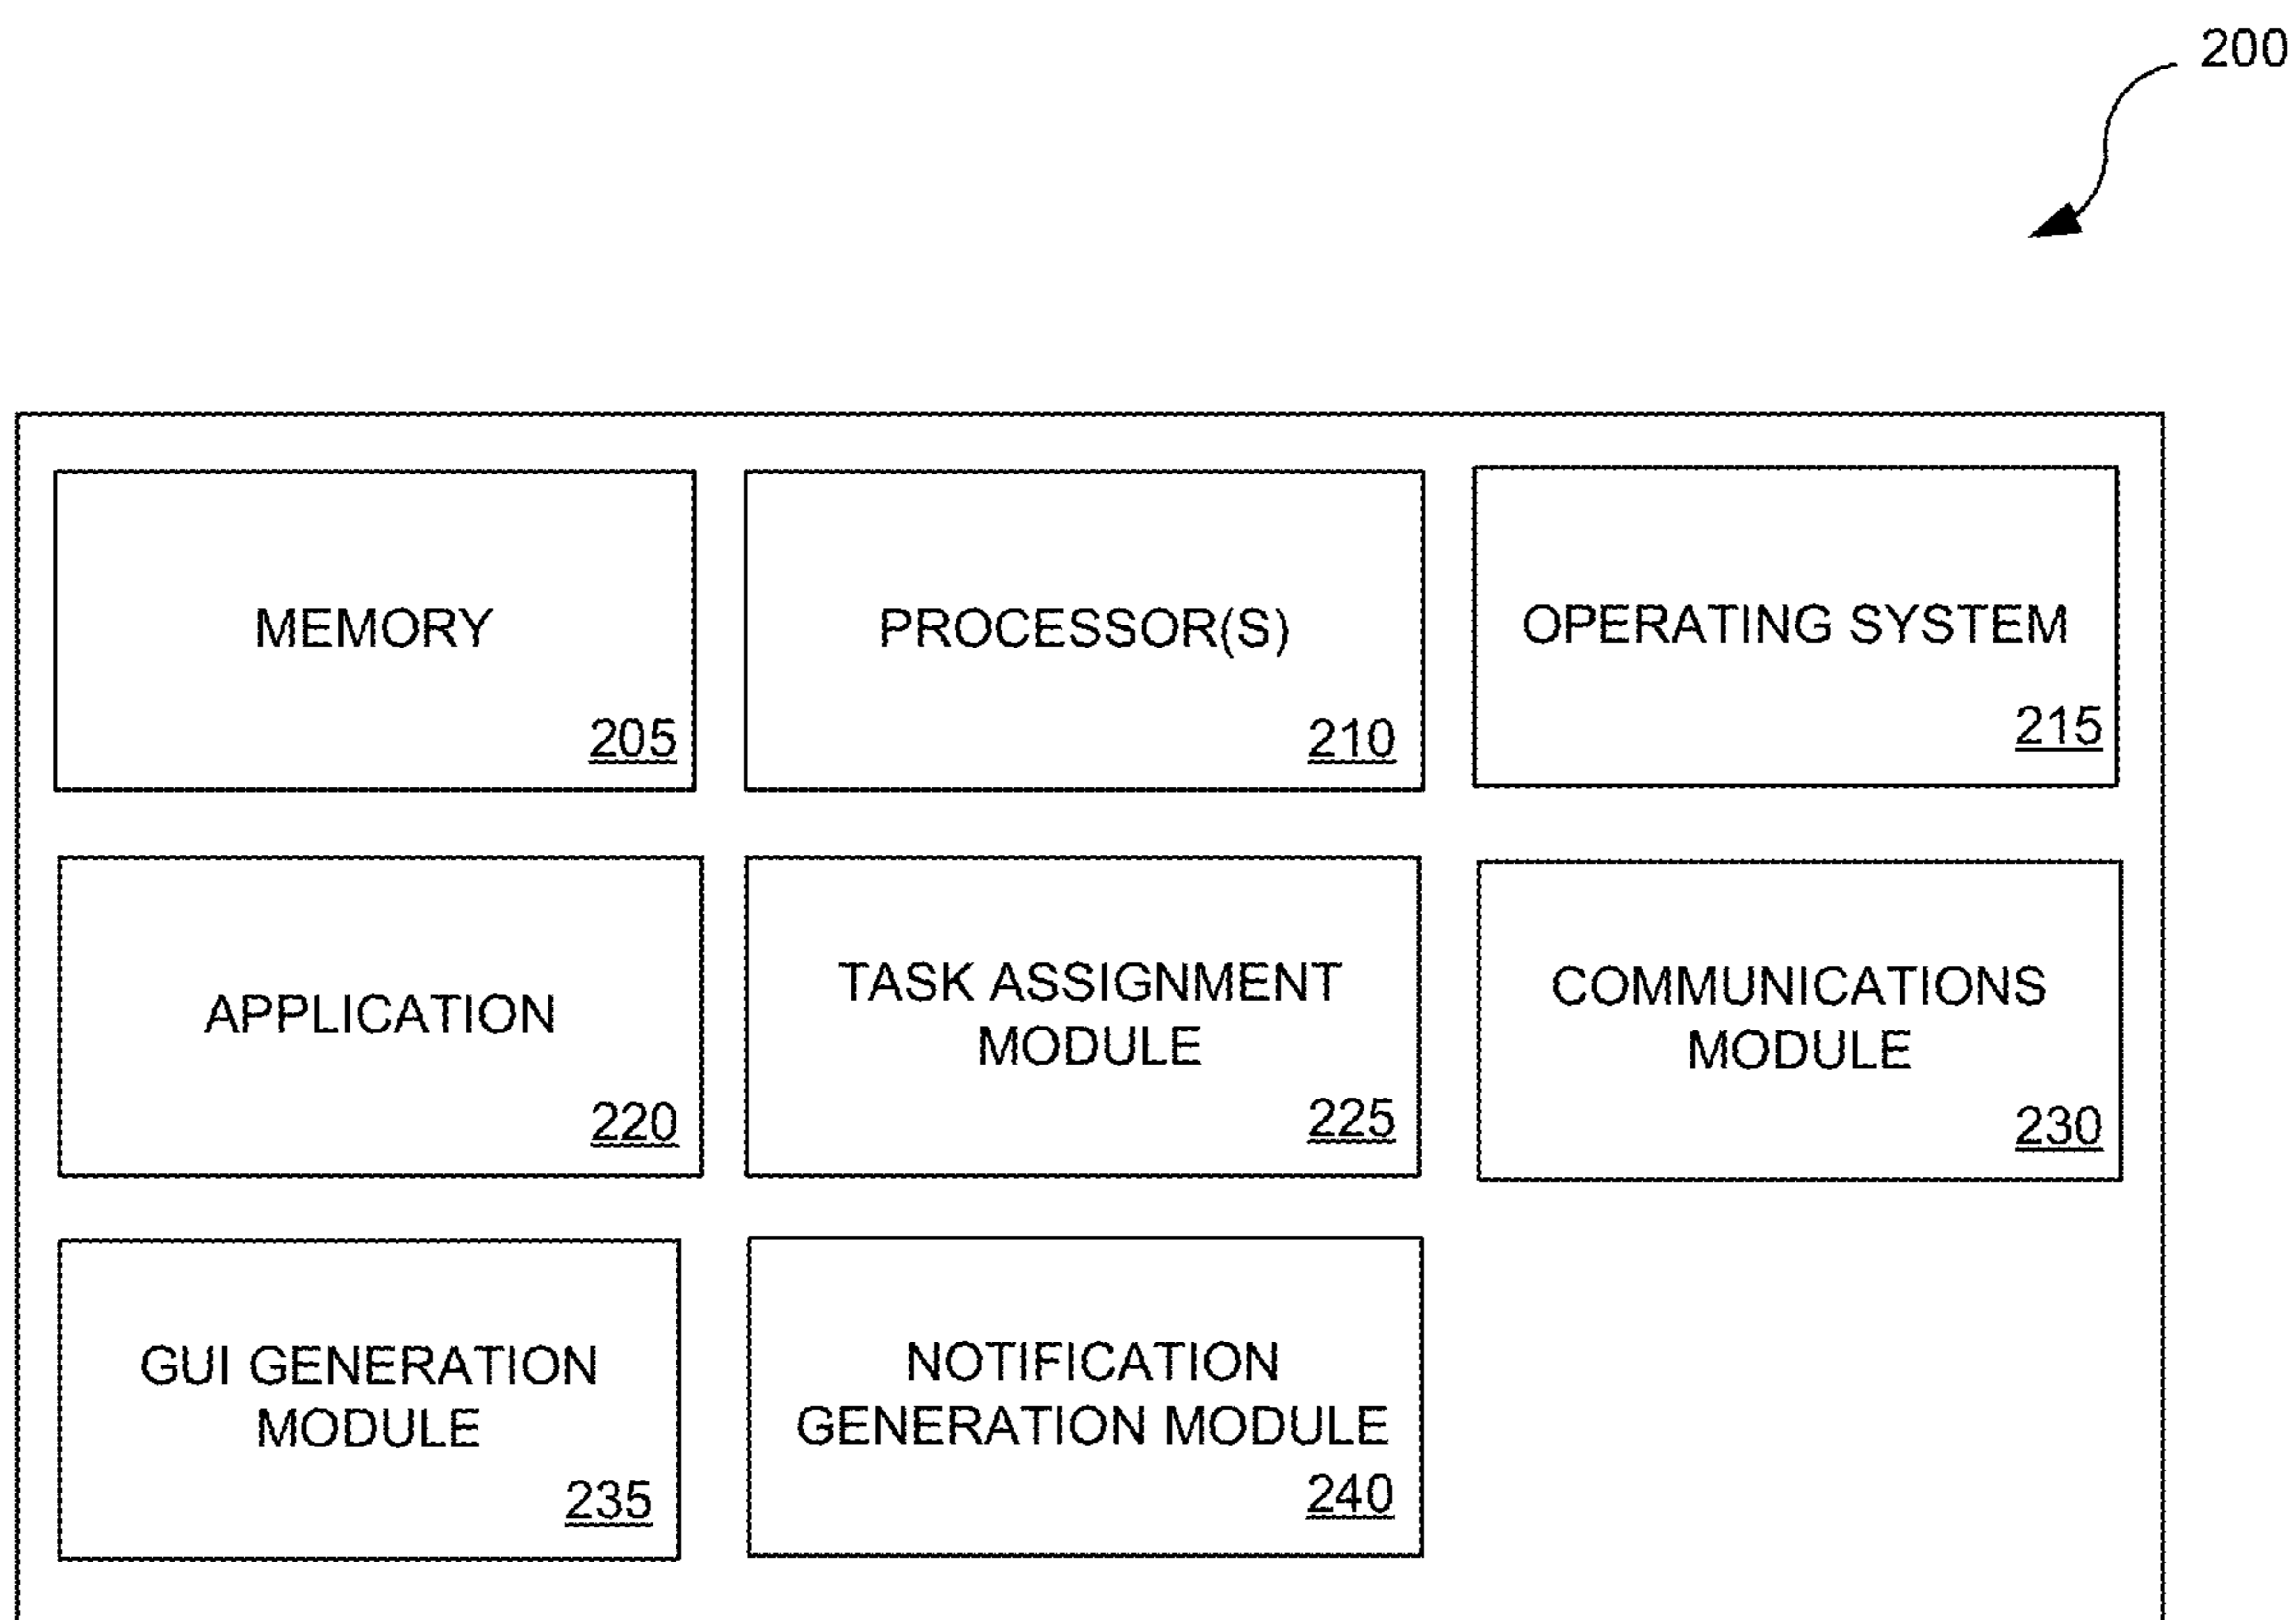 200
MEMORY
205
PROCESSOR(S)
210
OPERATING SYSTEM
215
APPLICATION
220
TASK ASSIGNMENT
MODULE
225
COMMUNICATIONS
MODULE
230
GUI GENERATION
MODULE
235
NOTIFICATION
GENERATION MODULE
240